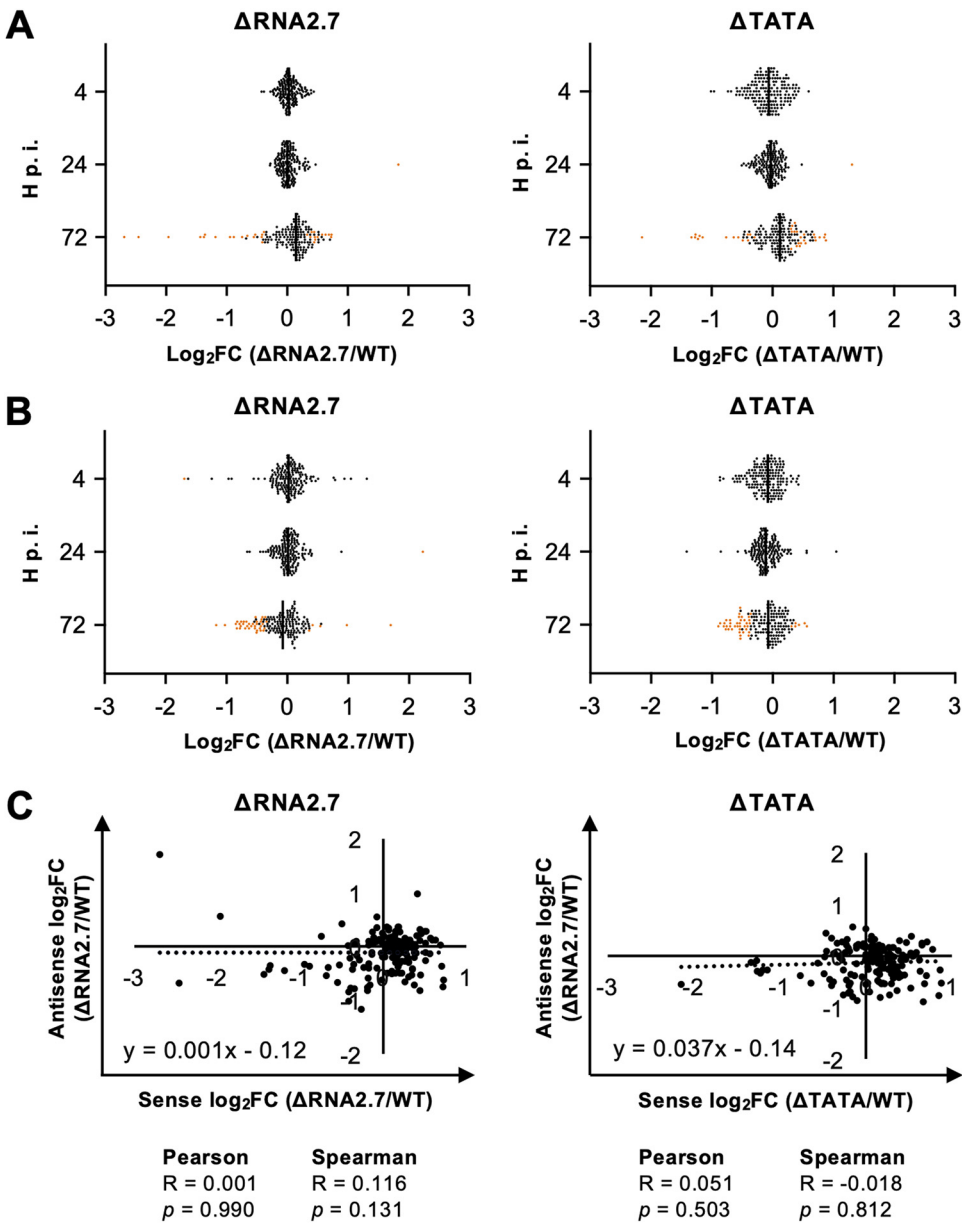 A
ΔRNA2.7
ΔTATA
H p. i.
4
24
72
-3 -2 -1 0 1 2 3
Log₂FC (ΔRNA2.7/WT)
H p. i.
4
24
72
-3 -2 -1 0 1 2 3
Log₂FC (ΔTATA/WT)
B
ΔRNA2.7
ΔTATA
H p. i.
4
24
72
-3 -2 -1 0 1 2 3
Log₂FC (ΔRNA2.7/WT)
H p. i.
4
24
72
-3 -2 -1 0 1 2 3
Log₂FC (ΔTATA/WT)
C
ΔRNA2.7
ΔTATA
Antisense log₂FC
(ΔRNA2.7/WT)
2
1
0
-3 -2 -1 0 1
-1
-2
y = 0.001x - 0.12
Sense log₂FC (ΔRNA2.7/WT)
Antisense log₂FC
(ΔRNA2.7/WT)
2
1
0
-3 -2 -1 0 1
-1
-2
y = 0.037x - 0.14
Sense log₂FC (ΔTATA/WT)
Pearson Spearman
R = 0.001 R = 0.116
p = 0.990 p = 0.131
Pearson Spearman
R = 0.051 R = -0.018
p = 0.503 p = 0.812